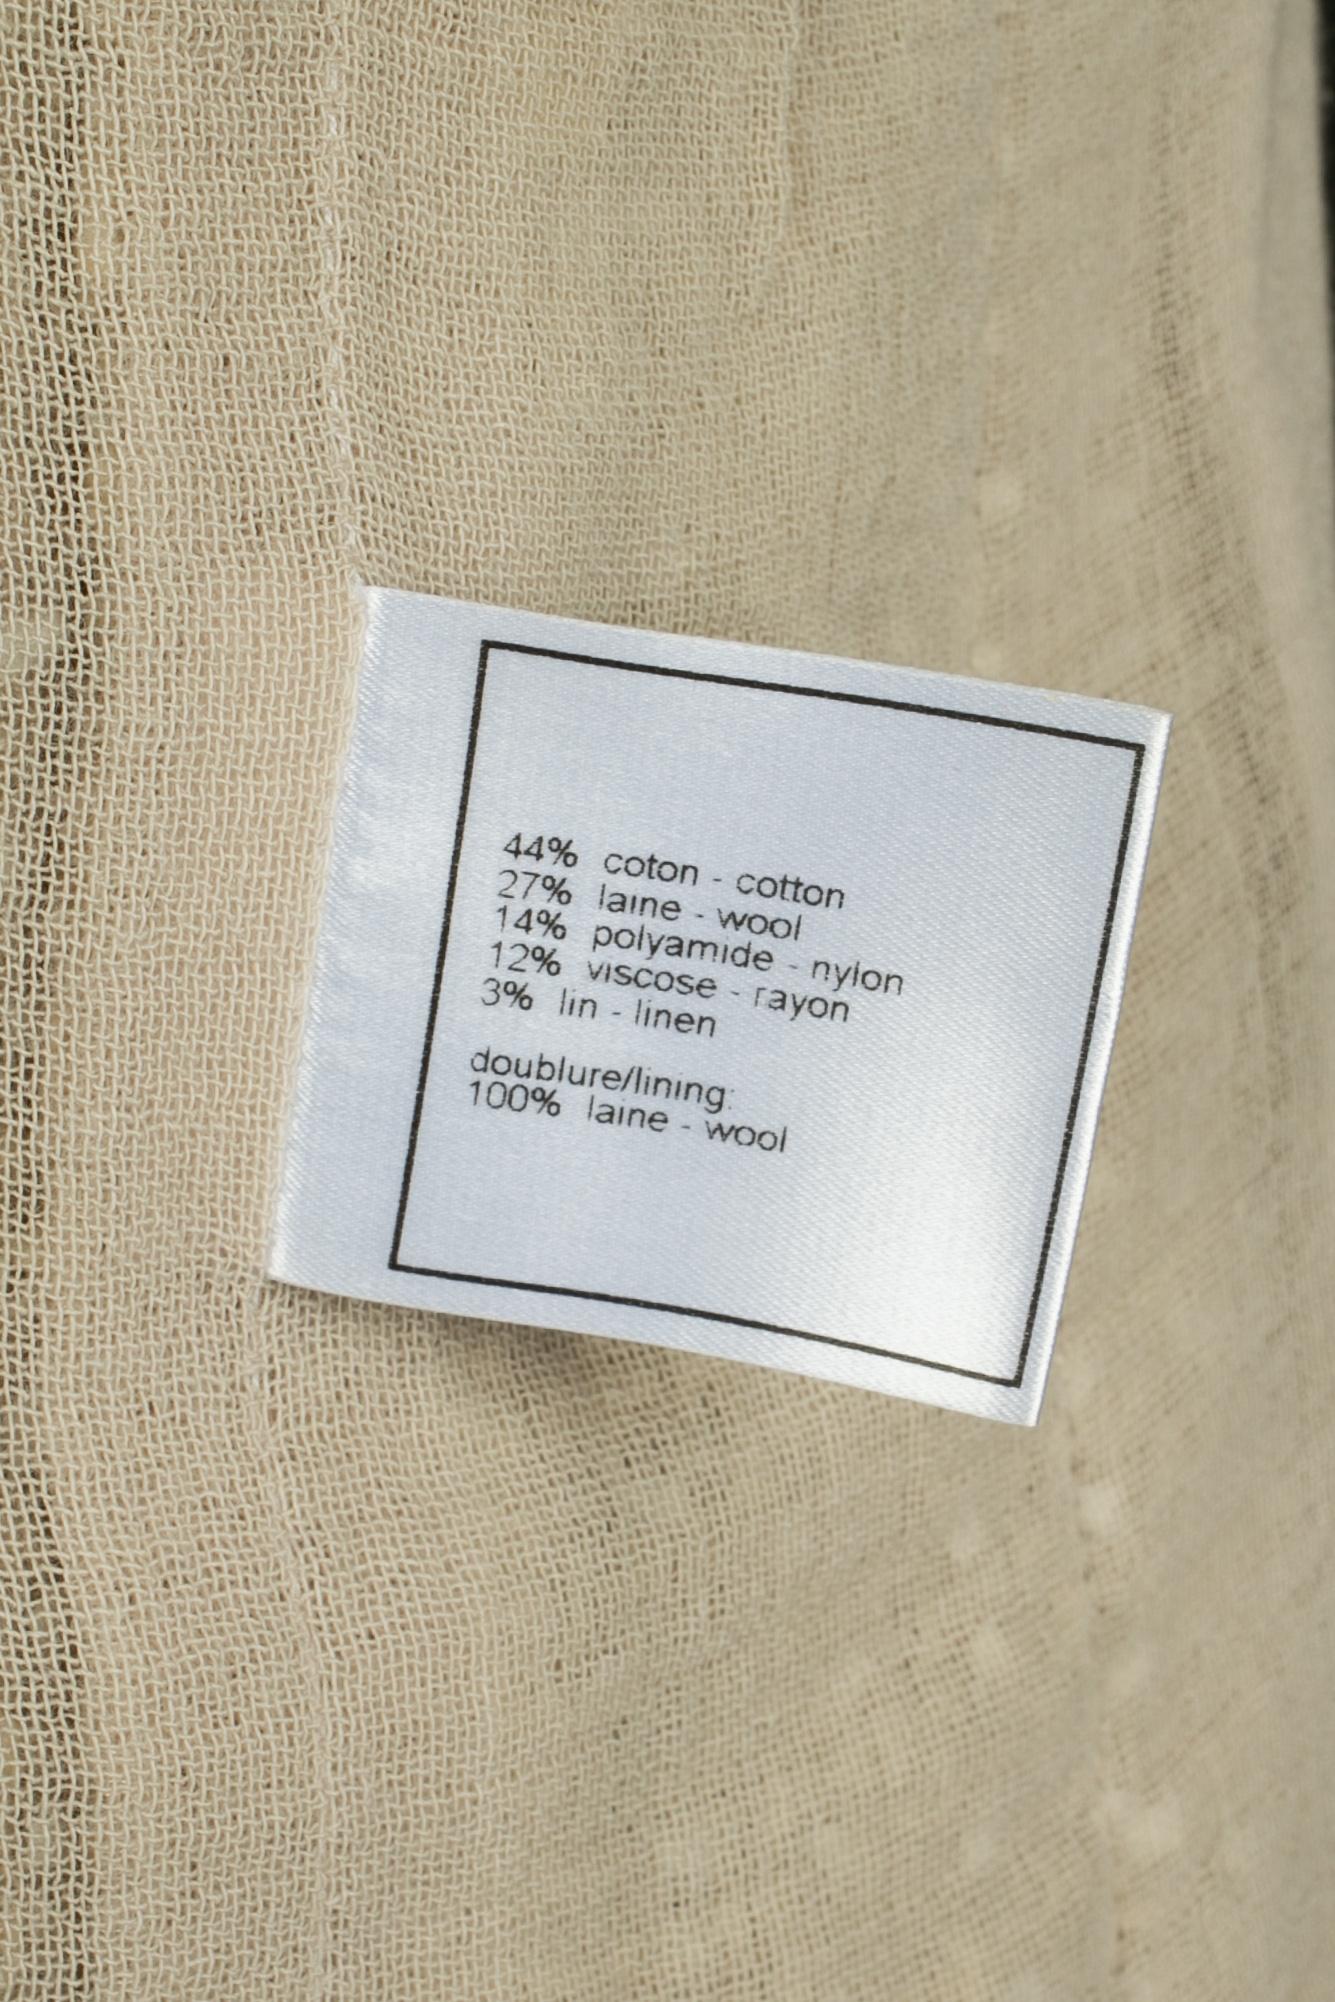 44% coton - cotton
27% laine - wool
14% polyamide - nylon
12% viscose - rayon
3% lin - linen
doublure/lining:
100% laine - wool